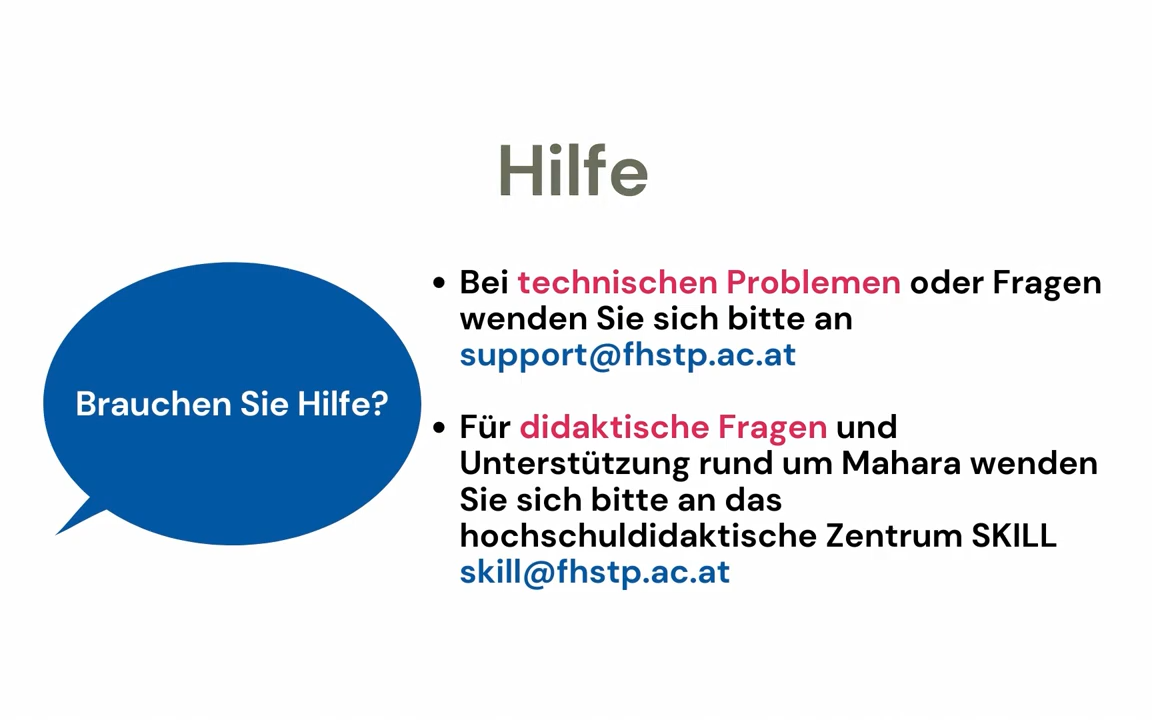 Hilfe
Brauchen Sie Hilfe?
• Bei technischen Problemen oder Fragen
wenden Sie sich bitte an
support@fhstp.ac.at
• Für didaktische Fragen und
Unterstützung rund um Mahara wenden
Sie sich bitte an das
hochschuldidaktische Zentrum SKILL
skill@fhstp.ac.at